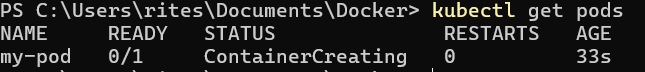 PS C:\Users\rites\Documents\Docker> kubectl get pods
NAME     READY   STATUS              RESTARTS   AGE
my-pod   0/1     ContainerCreating   0          33s